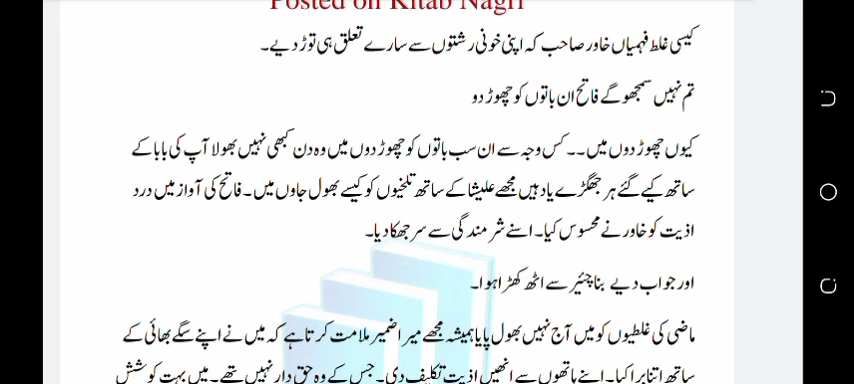 Posted on Kitab Nagri
کیسی غلط فہمیاں خاور صاحب کہ اپنی خونی رشتوں سے سارے تعلق ہی توڑ دیے۔
تم نہیں سمجھو گے فاتح ان باتوں کو چھوڑ دو
کیوں چھوڑ دوں میں۔۔ کس وجہ سے ان سب باتوں کو چھوڑ دوں میں وہ دن کبھی نہیں بھولا آپ کی بابا کے
ساتھ کیے گئے ہر جھگڑے یاد ہیں مجھے علیشا کے ساتھ تلخیوں کو کیسے بھول جاوں میں۔ فاتح کی آواز میں درد
اذیت کو خاور نے محسوس کیا۔ اسنے شرمندگی سے سر جھکا دیا۔
اور جواب دیے بنا چئیر سے اٹھ کھڑا ہوا۔
ماضی کی غلطیوں کو میں آج نہیں بھول پایا ہمیشہ مجھے میرا ضمیر ملامت کرتا ہے کہ میں نے اپنے سگے بھائی کے
ساتھ اتنا برا کیا۔ اپنے ہاتھوں سے انھیں اذیت تکلیف دی۔ جس کے وہ حق دار نہیں تھے۔ میں بہت کوشش